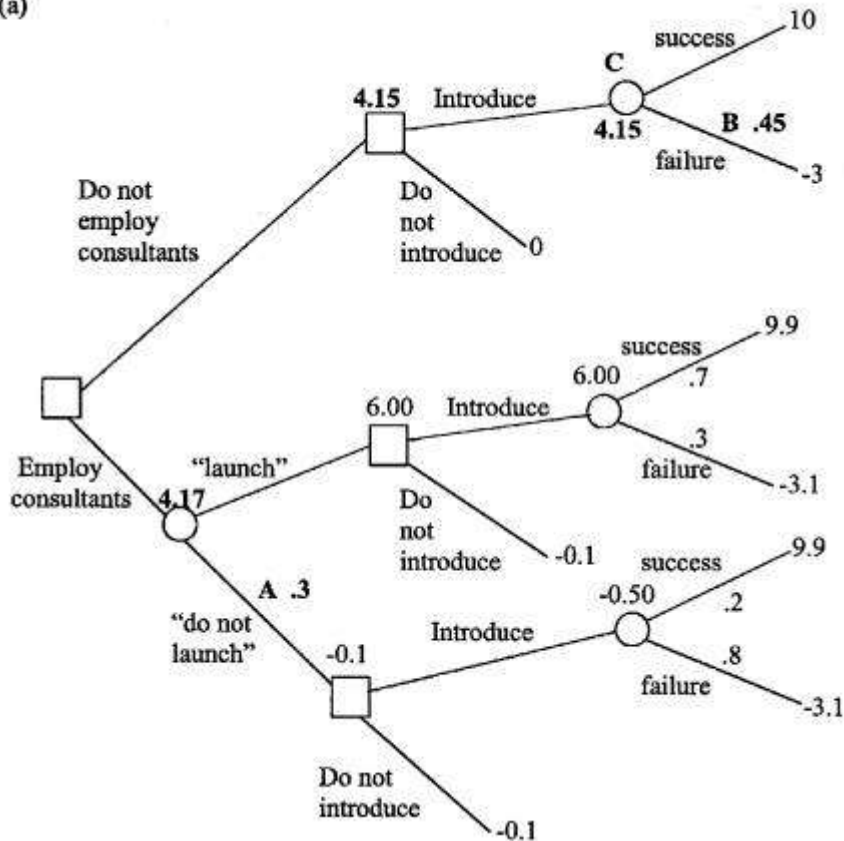 (a)
success
10
C
4.15
Introduce
4.15
B .45
failure
-3
Do not
employ
consultants
Do
not
introduce
0
9.9
success
6.00
.7
6.00
Introduce
.3
failure
-3.1
Employ
consultants
"launch"
4.17
Do
not
introduce
-0.1
9.9
success
-0.50
.2
A .3
"do not
launch"
Introduce
-0.1
.8
failure
-3.1
Do not
introduce
-0.1